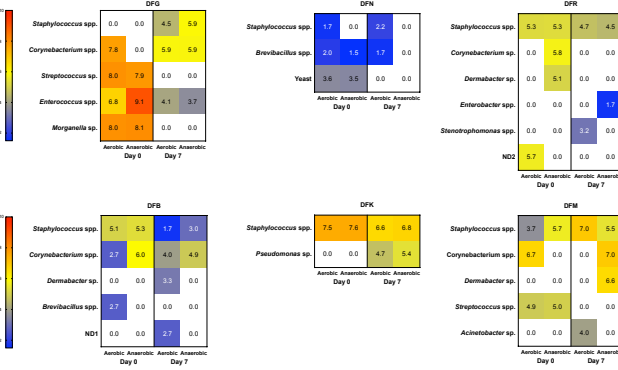 DFG
Staphylococcus spp. 0.0 0.0 4.5 5.9
Corynebacterium spp. 7.8 0.0 5.9 5.9
Streptococcus spp. 8.0 7.9 0.0 0.0
Enterococcus spp. 6.8 9.1 4.1 3.7
Morganella sp. 8.0 8.1 0.0 0.0
Aerobic Anaerobic Aerobic Anaerobic
Day 0 Day 7
DFN
Staphylococcus spp. 1.7 0.0 2.2 0.0
Brevibacillus spp. 2.0 1.5 1.7 0.0
Yeast 3.6 3.5 0.0 0.0
Aerobic Anaerobic Aerobic Anaerobic
Day 0 Day 7
DFR
Staphylococcus spp. 5.3 5.3 4.7 4.5
Corynebacterium sp. 0.0 5.8 0.0 0.0
Dermabacter sp. 0.0 5.1 0.0 0.0
Enterobacter spp. 0.0 0.0 0.0 1.7
Stenotrophomonas spp. 0.0 0.0 3.2 0.0
ND2 5.7 0.0 0.0 0.0
Aerobic Anaerobic Aerobic Anaero
Day 0 Day 7
DFB
Staphylococcus spp. 5.1 5.3 1.7 3.0
Corynebacterium spp. 2.7 6.0 4.0 4.9
Dermabacter sp. 0.0 0.0 3.3 0.0
Brevibacillus spp. 2.7 0.0 0.0 0.0
ND1 0.0 0.0 2.7 0.0
Aerobic Anaerobic Aerobic Anaerobic
Day 0 Day 7
DFK
Staphylococcus spp. 7.5 7.6 6.6 6.8
Pseudomonas sp. 0.0 0.0 4.7 5.4
Aerobic Anaerobic Aerobic Anaerobic
Day 0 Day 7
DFM
Staphylococcus spp. 3.7 5.7 7.0 5.5
Corynebacterium spp. 6.7 0.0 0.0 7.0
Dermabacter sp. 0.0 0.0 0.0 6.6
Streptococcus spp. 4.9 5.0 0.0 0.0
Acinetobacter sp. 0.0 0.0 4.0 0.0
Aerobic Anaerobic Aerobic Anaero
Day 0 Day 7